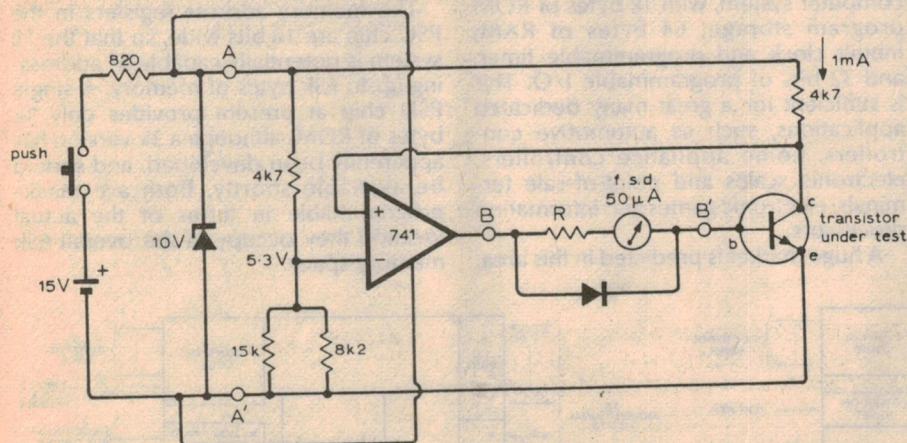 820
A
1mA
4k7
push
4k7
f.s.d.
50µA
+
741
B
R
B'
10V
5·3V
−
b
transistor
under test
e
15V
+
15k
8k2
A'